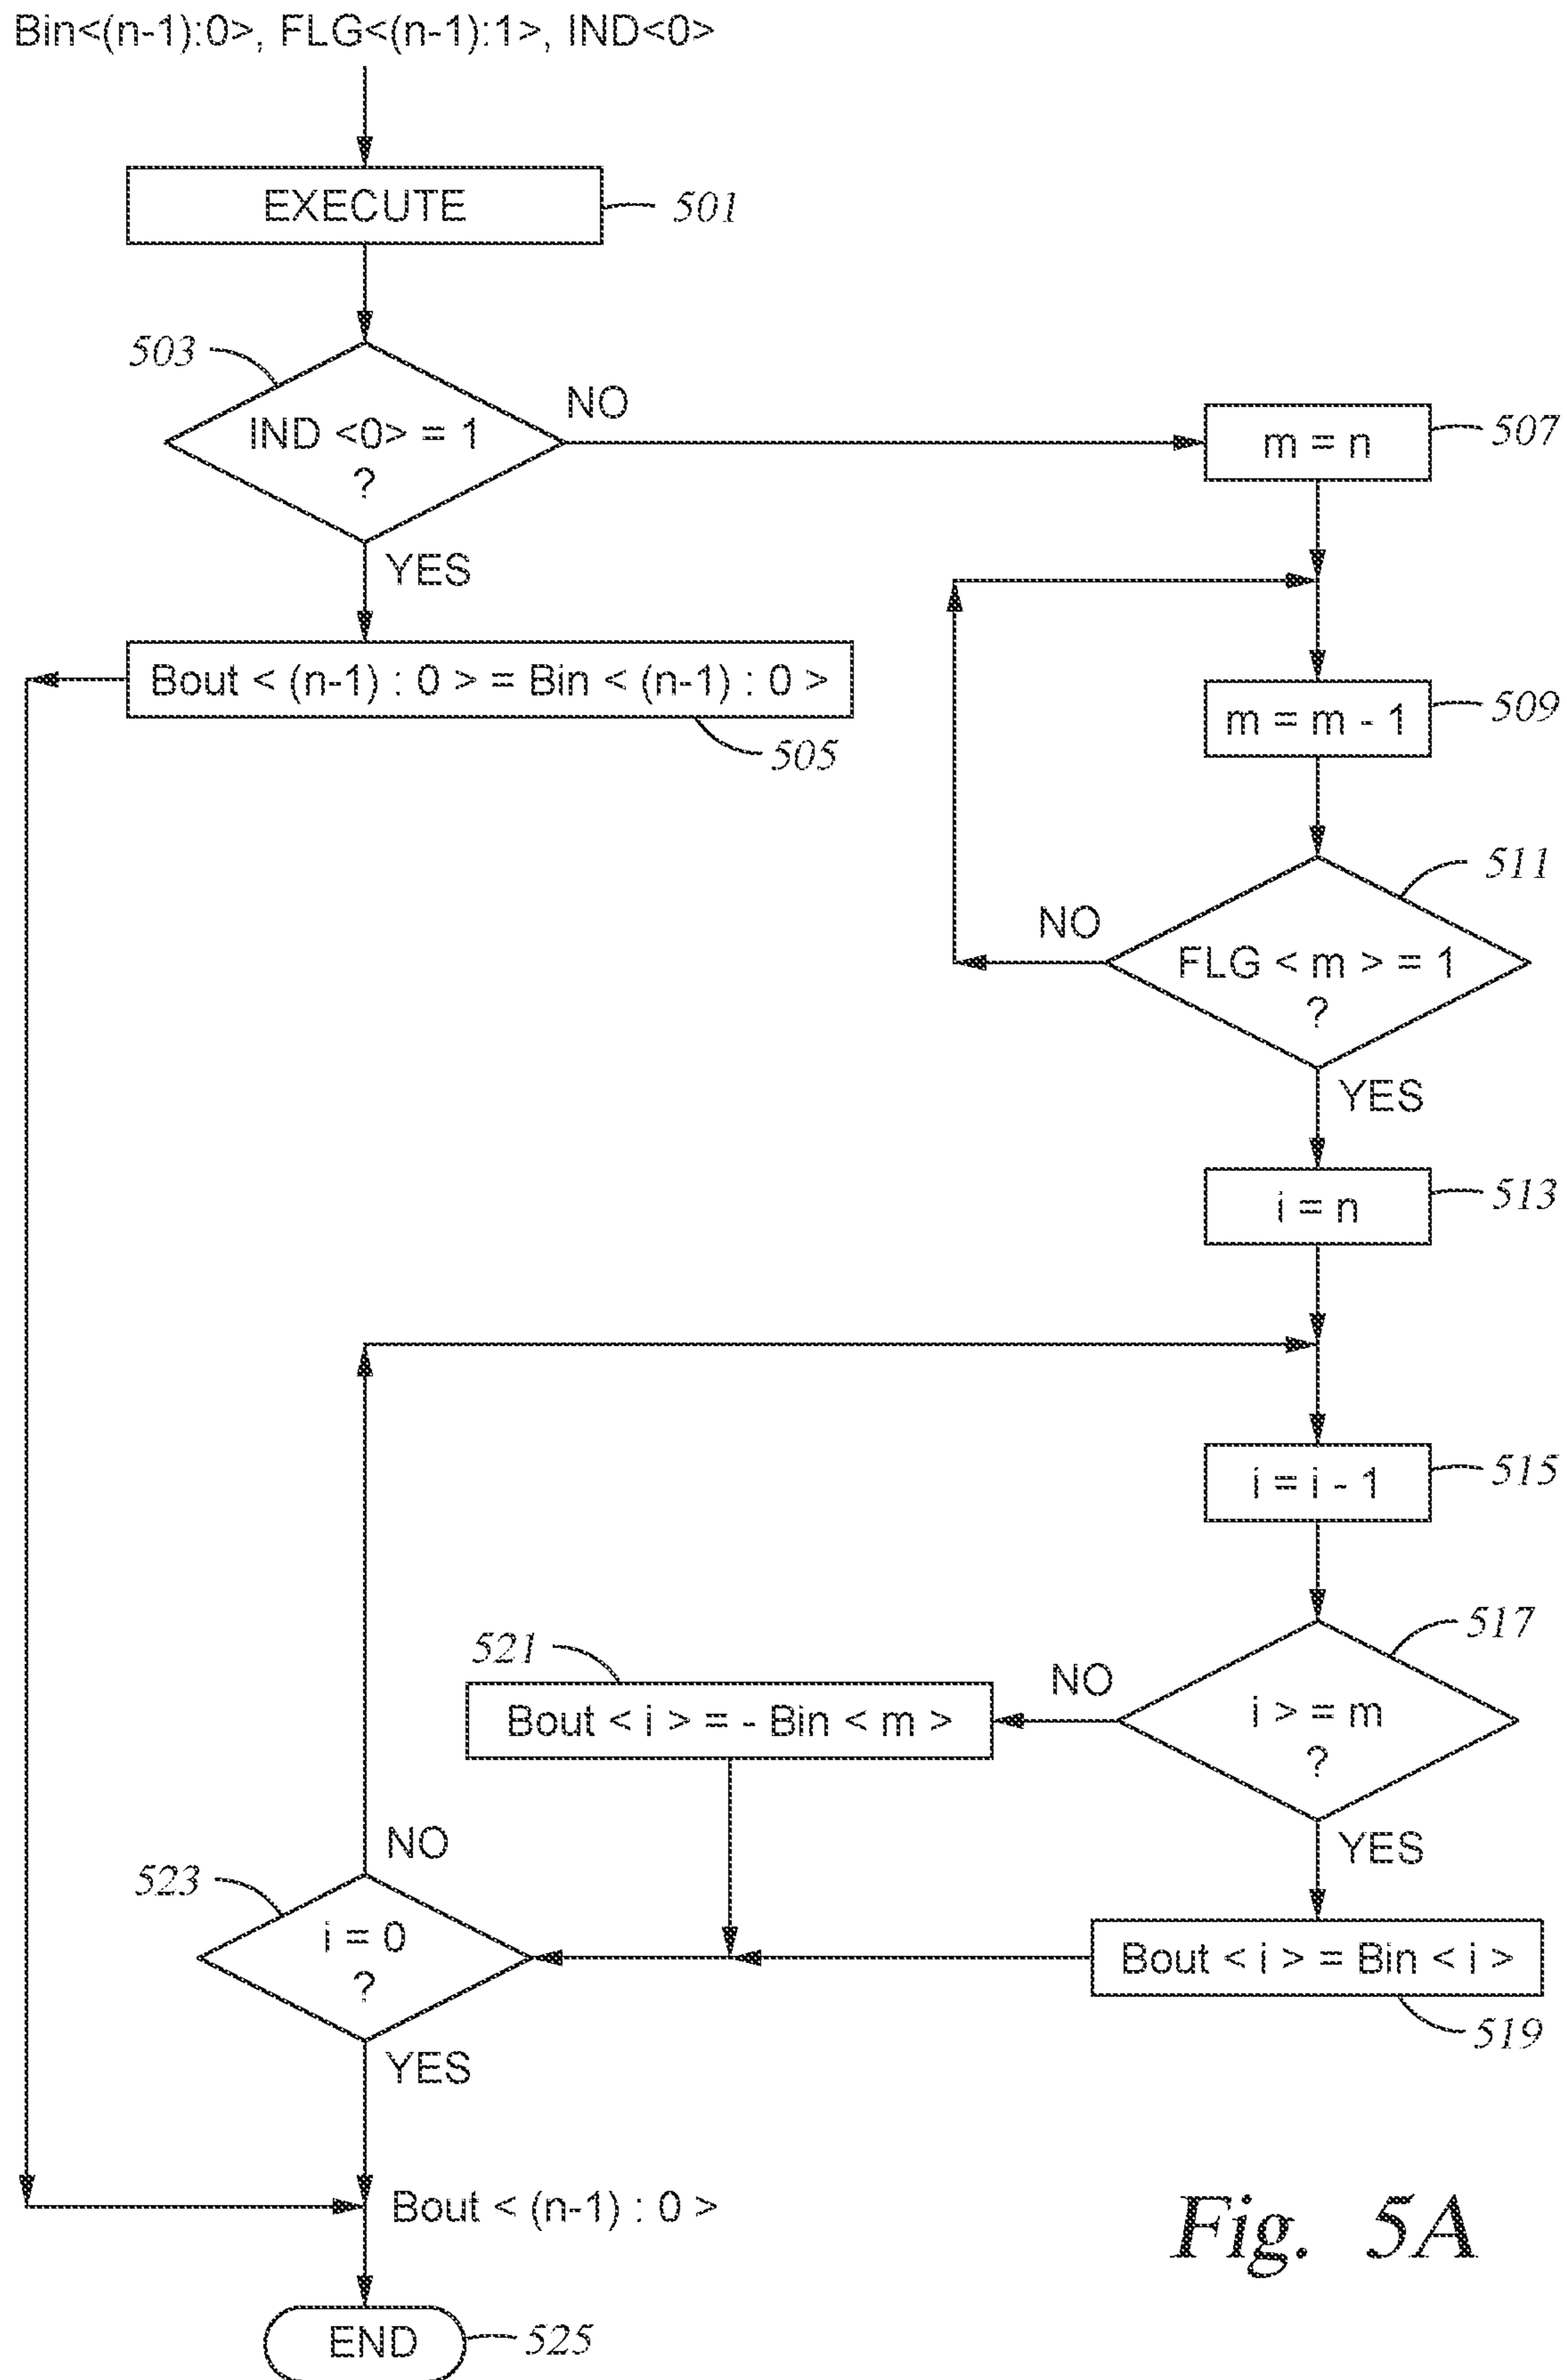 Bin<(n-1):0>, FLG<(n-1):1>, IND<0>
EXECUTE
501
503
IND <0> = 1
?
NO
YES
m = n
507
Bout < (n-1) : 0 > = Bin < (n-1) : 0 >
505
m = m - 1
509
511
FLG < m > = 1
?
NO
YES
i = n
513
i = i - 1
515
517
i > = m
?
NO
YES
521
Bout < i > = - Bin < m >
Bout < i > = Bin < i >
519
523
i = 0
?
NO
YES
Bout < (n-1) : 0 >
END
525
Fig. 5A